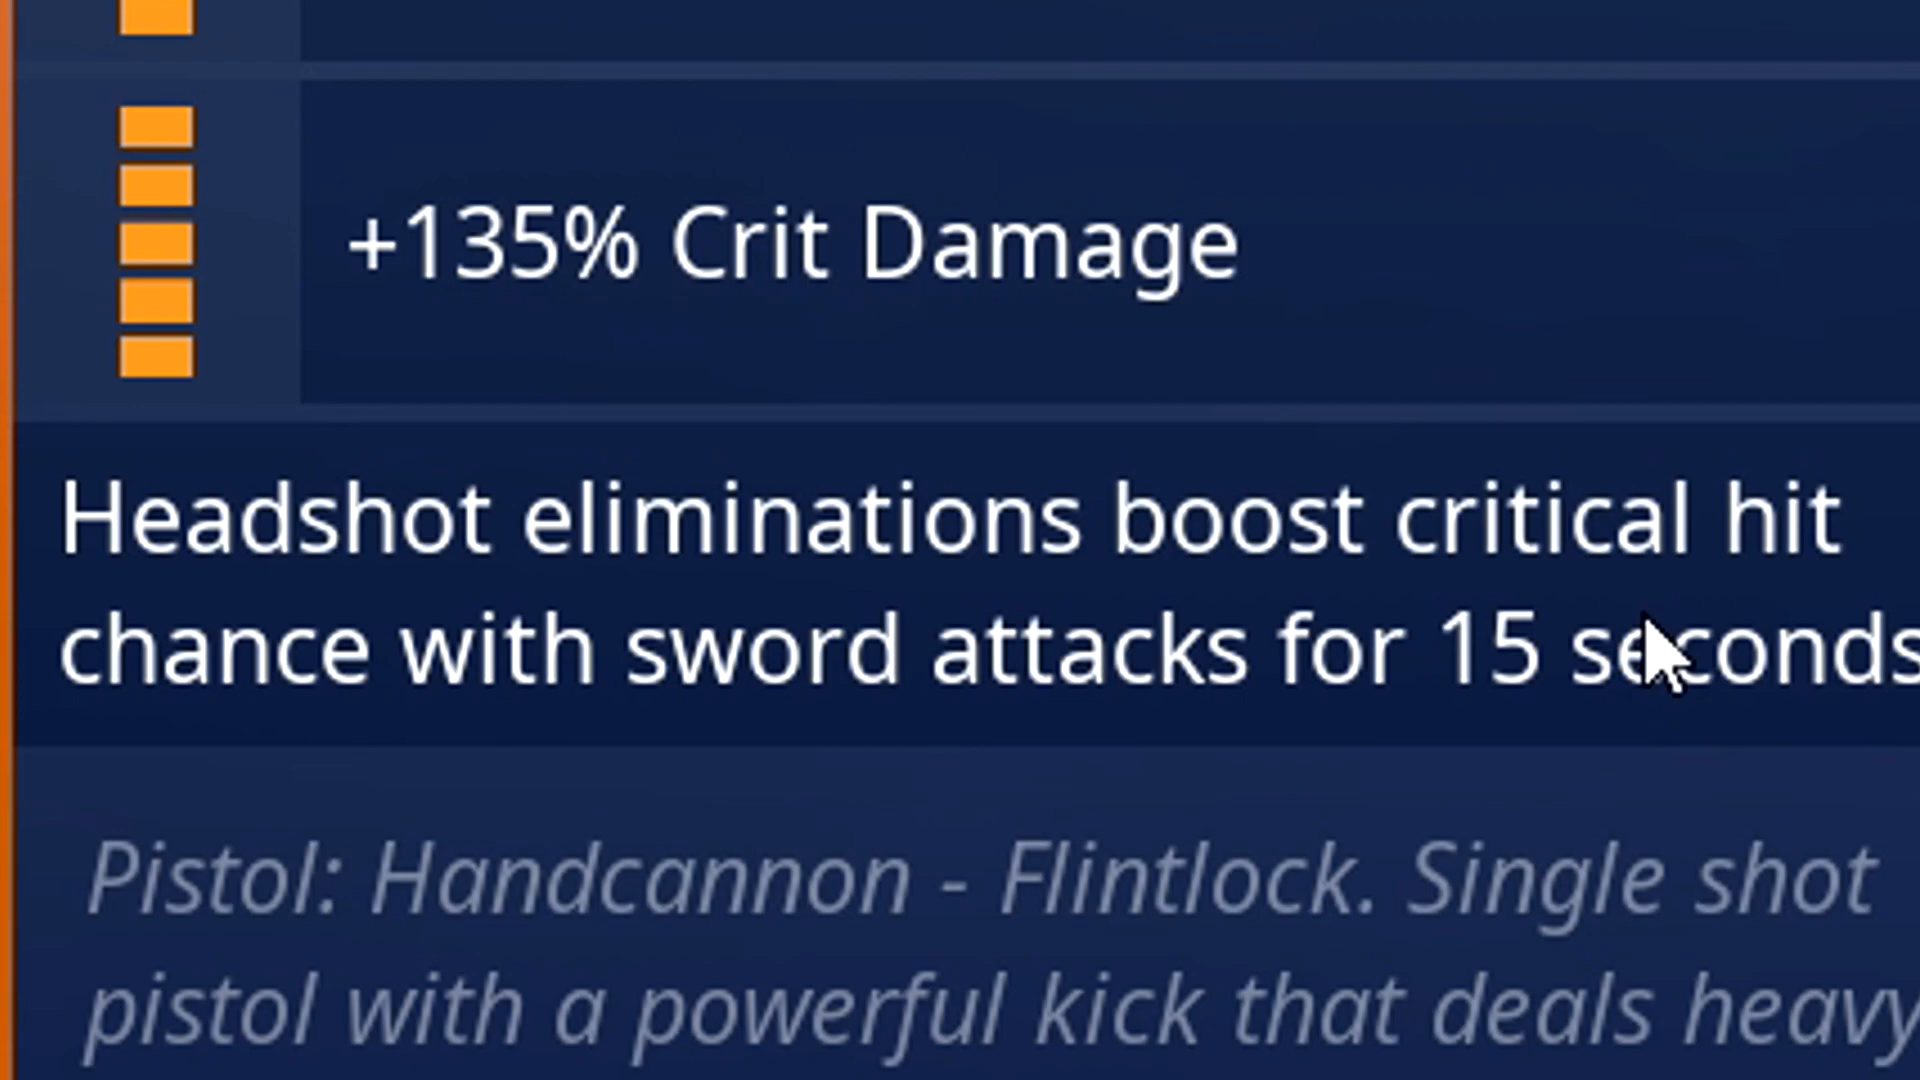 +135% Crit Damage
Headshot eliminations boost critical hit
chance with sword attacks for 15 seconds
Pistol: Handcannon - Flintlock. Single shot
pistol with a powerful kick that deals heavy